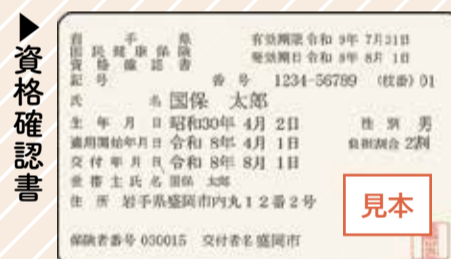 ▶資格確認書
岩手県
国民健康保険
資格確認書
有効期限 令和 9年 7月31日
発効期日 令和 8年 8月 1日
記号 番号 1234-56789 (枝番) 01
氏名 国保 太郎
生年月日 昭和30年 4月 2日 性別 男
適用開始年月日 令和 8年 4月 1日 負担割合 2割
交付年月日 令和 8年 8月 1日
世帯主氏名 国保 太郎
住所 岩手県盛岡市内丸12番2号
見本
保険者番号 030015 交付者名 盛岡市